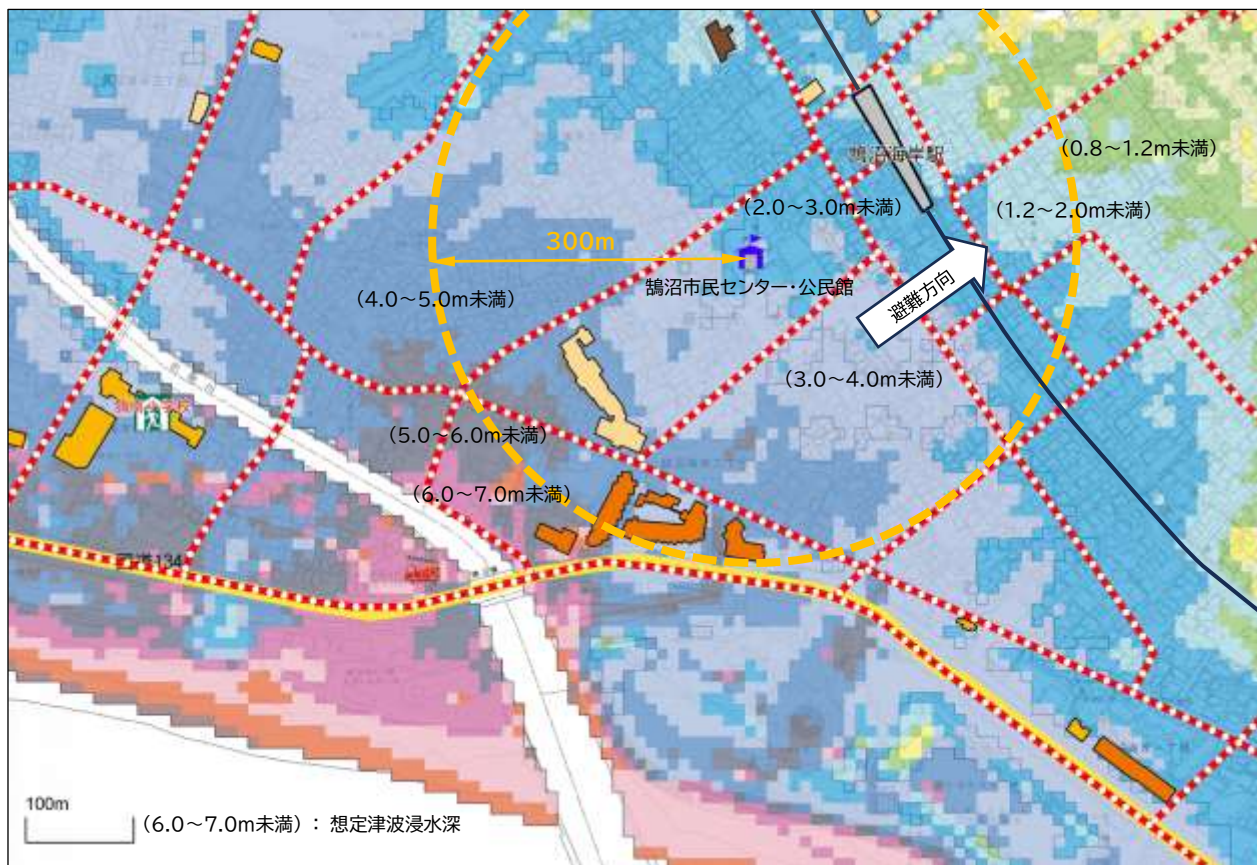 鵠沼海岸駅
(0.8～1.2m未満)
(2.0～3.0m未満)
(1.2～2.0m未満)
300m
鵠沼市民センター・公民館
避難方向
(4.0～5.0m未満)
(3.0～4.0m未満)
(5.0～6.0m未満)
(6.0～7.0m未満)
国道134
100m
(6.0～7.0m未満) : 想定津波浸水深